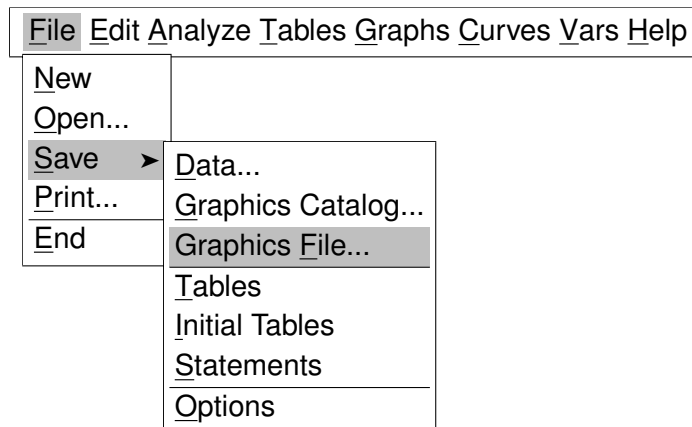 File Edit Analyze Tables Graphs Curves Vars Help
New
Open...
Save ➤
Print...
End
Data...
Graphics Catalog...
Graphics File...
Tables
Initial Tables
Statements
Options